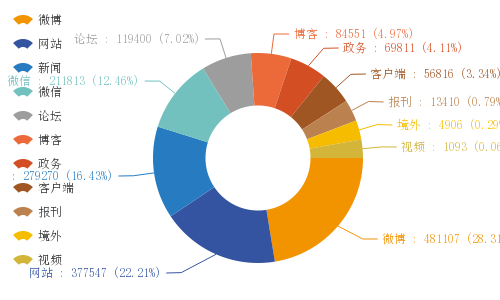 微博
网站
新闻
微信
论坛
博客
政务
客户端
报刊
境外
视频
论坛 : 119400 (7.02%)
微信 : 211813 (12.46%)
: 279270 (16.43%)
网站 : 377547 (22.21%)
博客 : 84551 (4.97%)
政务 : 69811 (4.11%)
客户端 : 56816 (3.34%)
报刊 : 13410 (0.79%
境外 : 4906 (0.29%
视频 : 1093 (0.06
微博 : 481107 (28.31